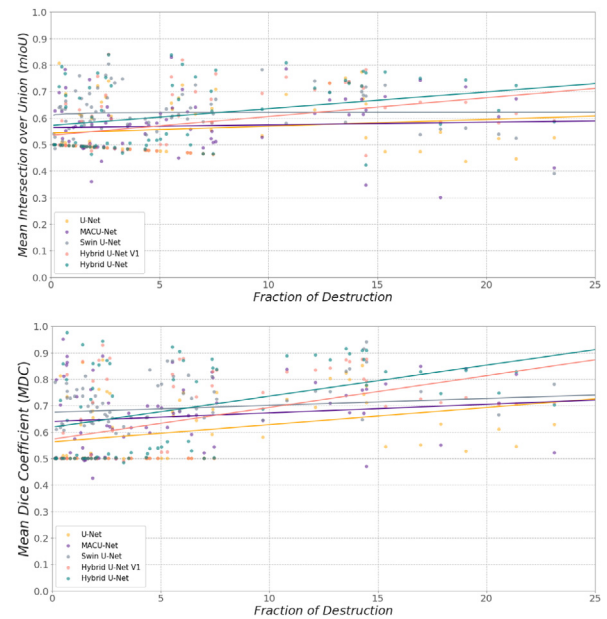 Mean Intersection over Union (mIoU)
1.0
0.9
0.8
0.7
0.6
0.5
0.4
0.3
0.2
0.1
0.0
U-Net
MACU-Net
Swin U-Net
Hybrid U-Net V1
Hybrid U-Net
0
5
10
15
20
25
Fraction of Destruction
Mean Dice Coefficient (MDC)
1.0
0.9
0.8
0.7
0.6
0.5
0.4
0.3
0.2
0.1
0.0
U-Net
MACU-Net
Swin U-Net
Hybrid U-Net V1
Hybrid U-Net
0
5
10
15
20
25
Fraction of Destruction